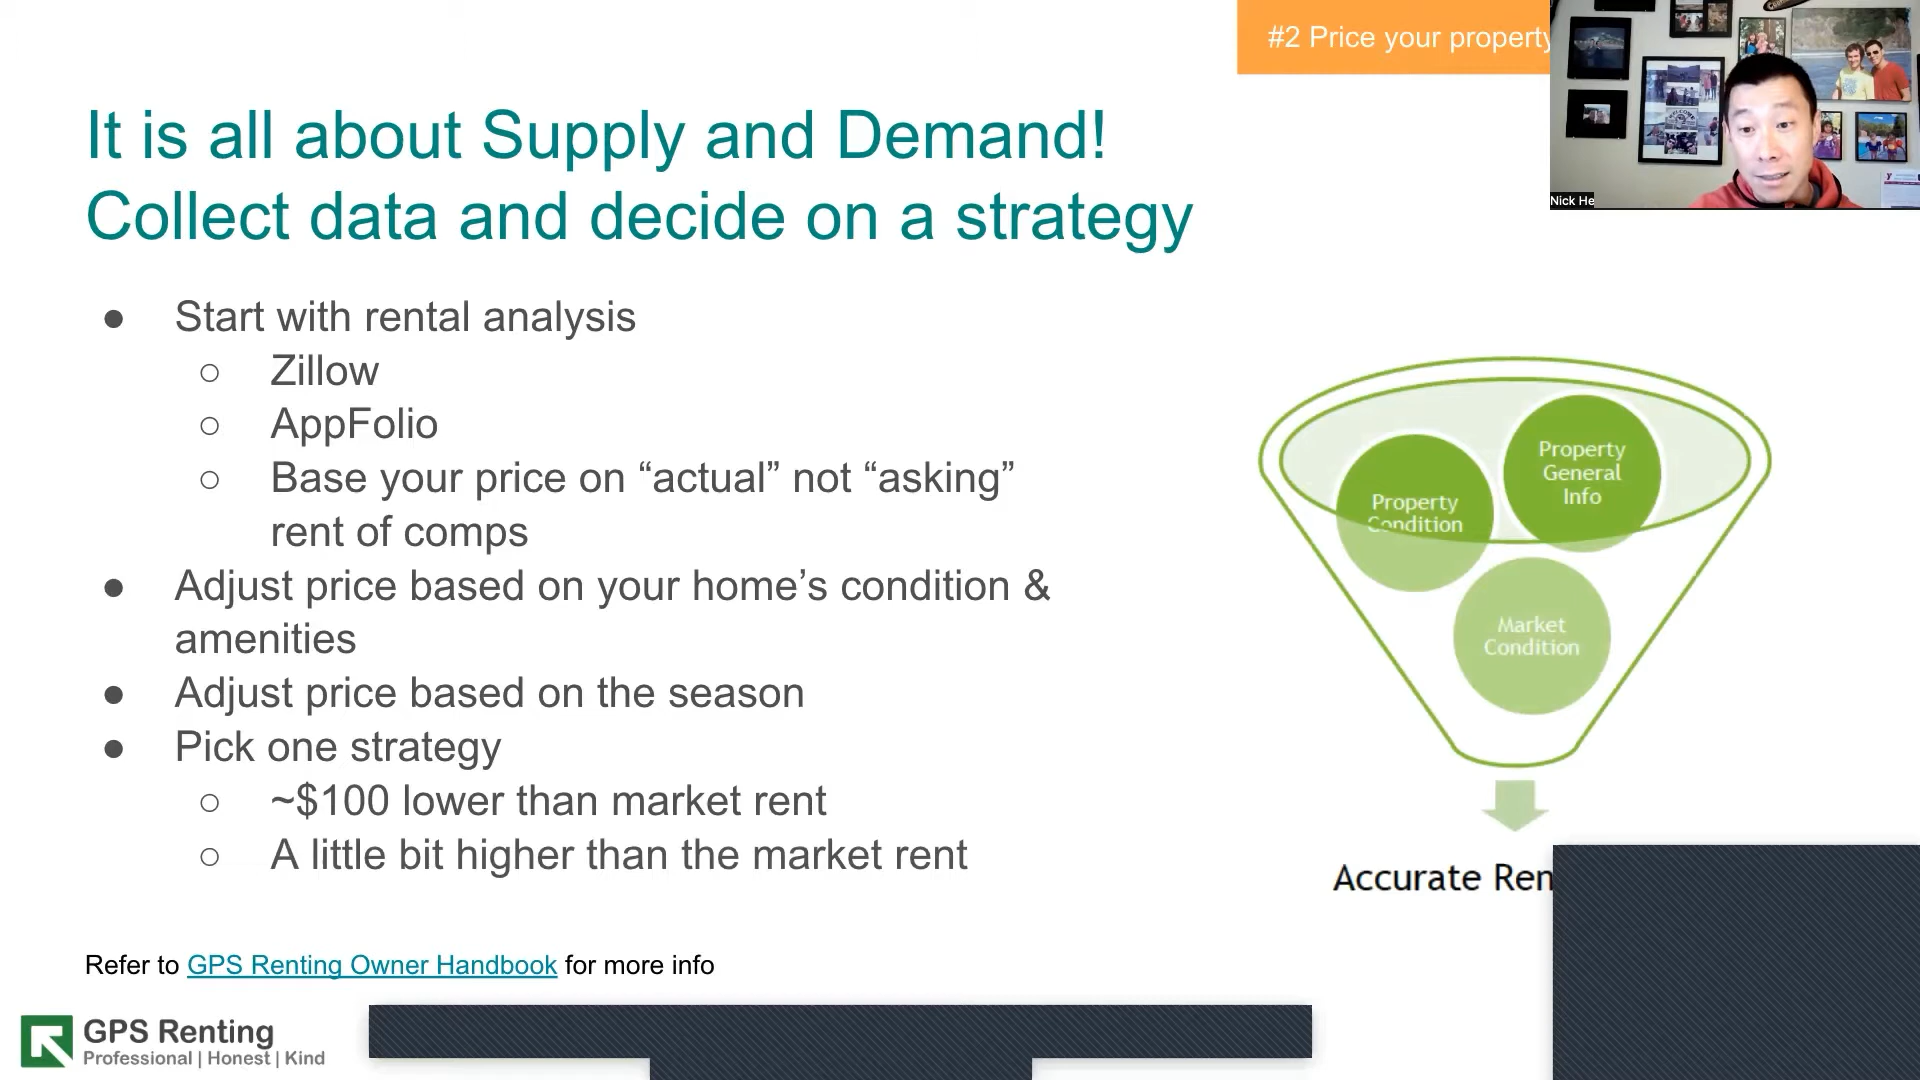 #2 Price your property
It is all about Supply and Demand!
Collect data and decide on a strategy
Nick He
● Start with rental analysis
○ Zillow
○ AppFolio
○ Base your price on “actual” not “asking”
rent of comps
● Adjust price based on your home’s condition &
amenities
● Adjust price based on the season
● Pick one strategy
○ ~$100 lower than market rent
○ A little bit higher than the market rent
Property
General
Info
Property
Condition
Market
Condition
Accurate Ren
Refer to GPS Renting Owner Handbook for more info
GPS Renting
Professional | Honest | Kind